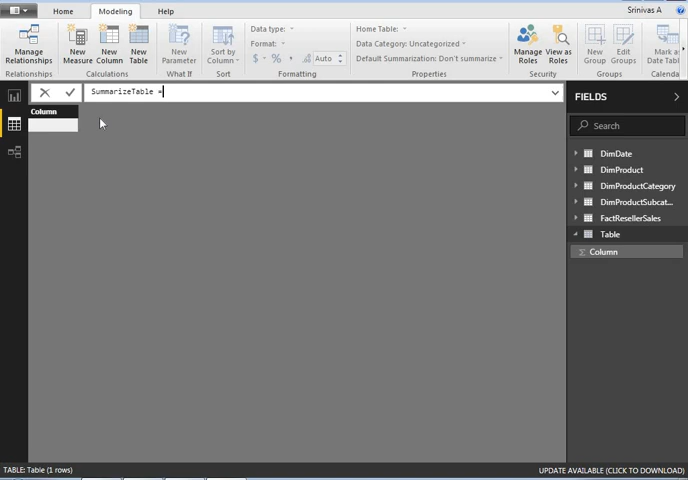 Srinivas A
Home
Modeling
Help
Manage
Relationships
New
Measure
New
Column
New
Table
New
Parameter
Sort by
Column
Data type:
Format:
$ % , Auto
Home Table:
Data Category: Uncategorized
Default Summarization: Don't summarize
Manage
Roles
View as
Roles
New
Group
Edit
Groups
Mark as
Date Tabl
Relationships
Calculations
What If
Sort
Formatting
Properties
Security
Groups
Calenda
SummarizeTable =
Column
FIELDS
Search
DimDate
DimProduct
DimProductCategory
DimProductSubcat...
FactResellerSales
Table
Σ Column
TABLE: Table (1 rows)
UPDATE AVAILABLE (CLICK TO DOWNLOAD)